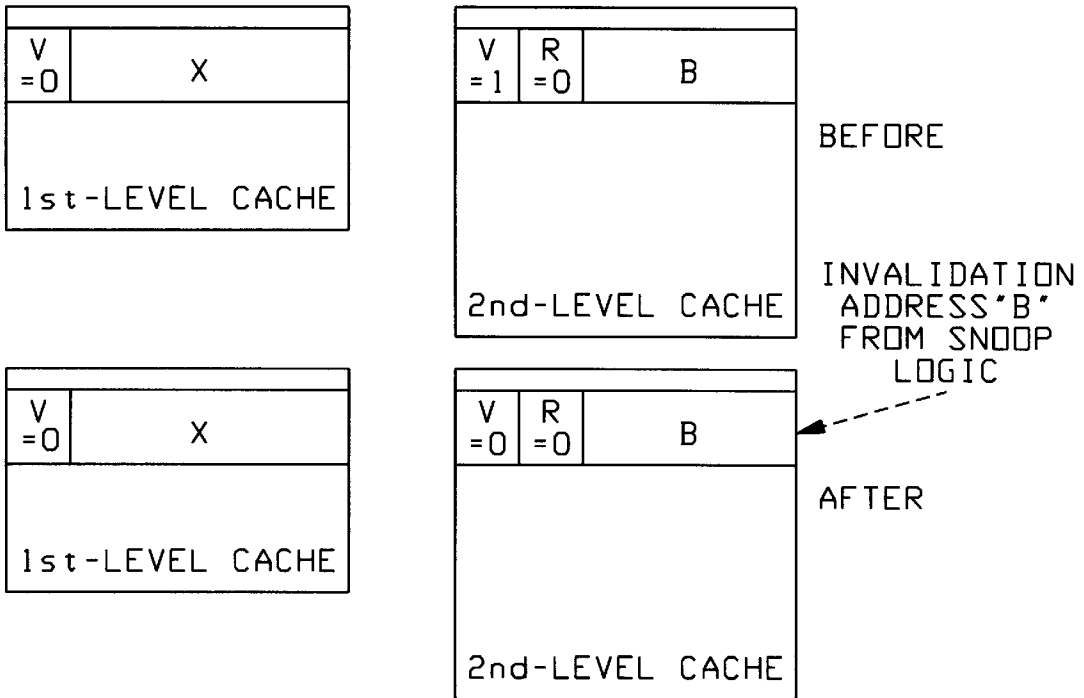 V
=0
X
1st-LEVEL CACHE
V
=1
R
=0
B
2nd-LEVEL CACHE
BEFORE
INVALIDATION
ADDRESS"B"
FROM SNOOP
LOGIC
V
=0
X
1st-LEVEL CACHE
V
=0
R
=0
B
2nd-LEVEL CACHE
AFTER